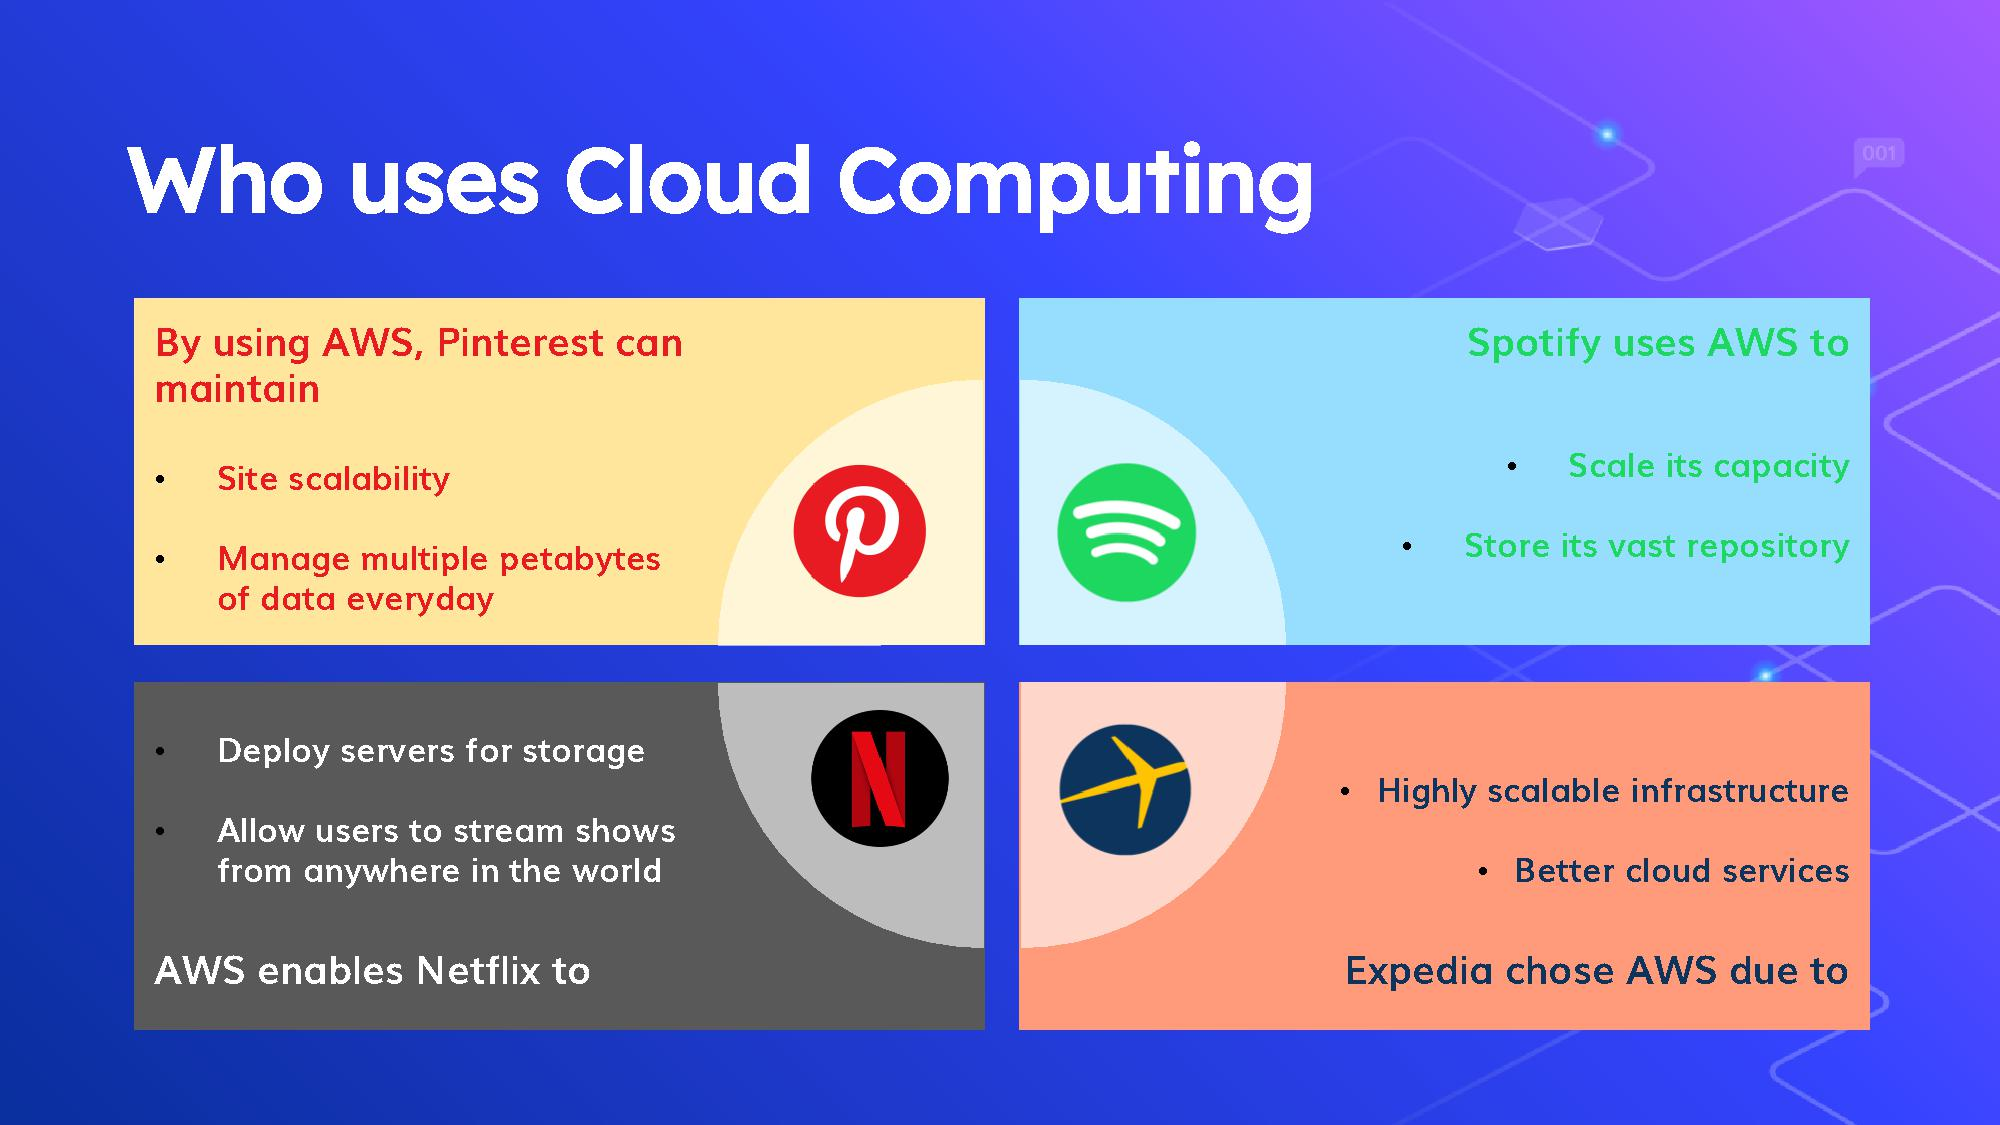 001
Who uses Cloud Computing
By using AWS, Pinterest can
maintain
• Site scalability
• Manage multiple petabytes
of data everyday
Spotify uses AWS to
• Scale its capacity
• Store its vast repository
• Deploy servers for storage
• Allow users to stream shows
from anywhere in the world
AWS enables Netflix to
• Highly scalable infrastructure
• Better cloud services
Expedia chose AWS due to